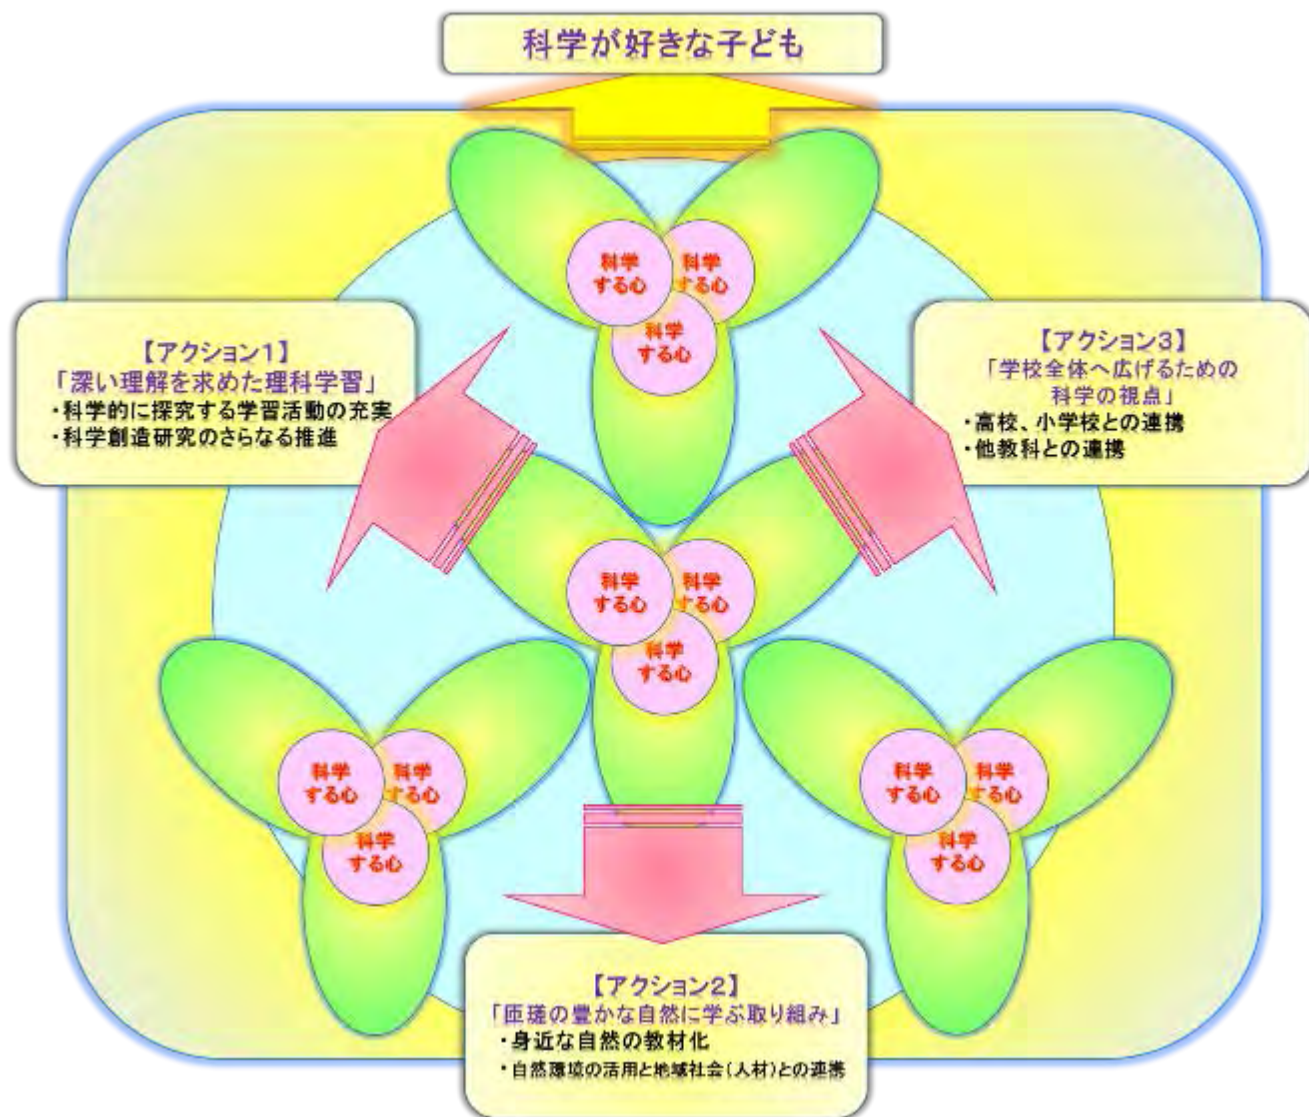 科学が好きな子ども
科学
する心
科学
する心
科学
する心
【アクション1】
「深い理解を求めた理科学習」
・科学的に探究する学習活動の充実
・科学創造研究のさらなる推進
【アクション3】
「学校全体へ広げるための
科学の視点」
・高校、小学校との連携
・他教科との連携
科学
する心
科学
する心
科学
する心
科学
する心
科学
する心
科学
する心
科学
する心
科学
する心
科学
する心
【アクション2】
「匝瑳の豊かな自然に学ぶ取り組み」
・身近な自然の教材化
・自然環境の活用と地域社会(人材)との連携